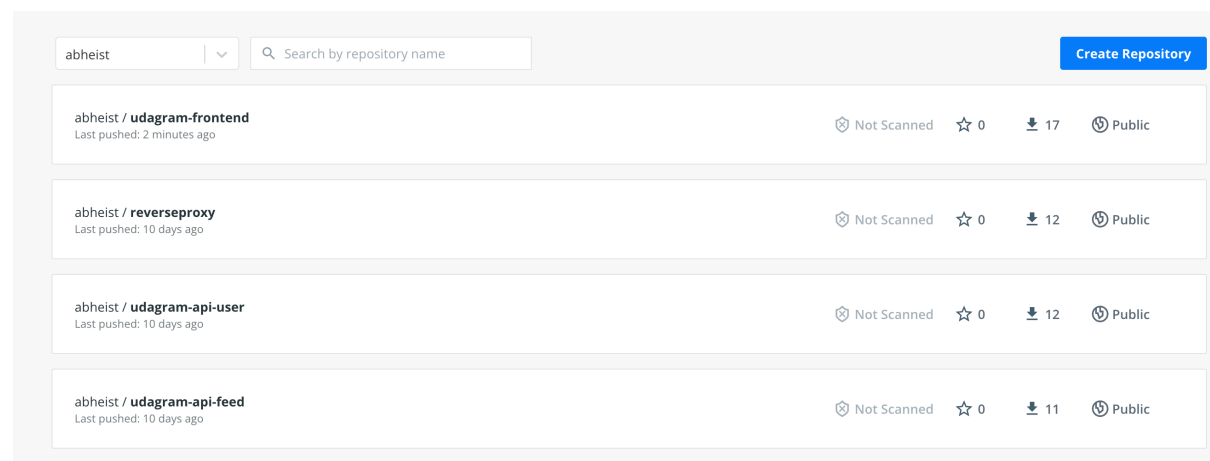 abheist
Search by repository name
Create Repository
abheist / udagram-frontend
Last pushed: 2 minutes ago
Not Scanned 0 17 Public
abheist / reverseproxy
Last pushed: 10 days ago
Not Scanned 0 12 Public
abheist / udagram-api-user
Last pushed: 10 days ago
Not Scanned 0 12 Public
abheist / udagram-api-feed
Last pushed: 10 days ago
Not Scanned 0 11 Public